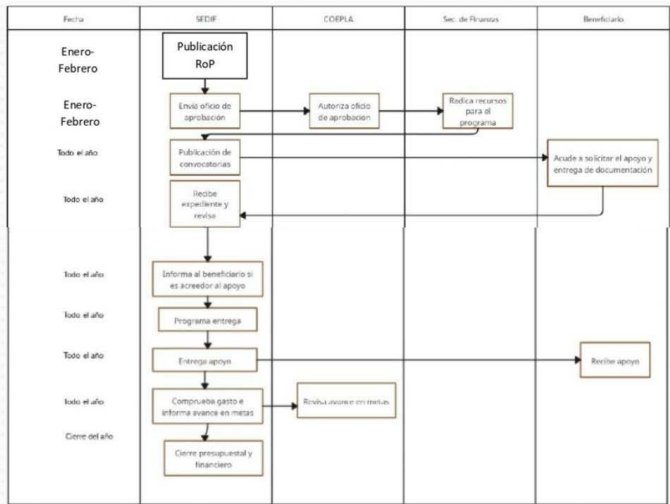 Fecha
SEDIF
COEPLA
Sec. de Finanzas
Beneficiario
Enero-
Febrero
Publicación
RoP
Enero-
Febrero
Envía oficio de
aprobación
Autoriza oficio
de aprobación
Radica recursos
para el
programa
Todo el año
Publicación de
convocatorias
Acude a solicitar el apoyo y
entrega de documentación
Todo el año
Recibe
expediente y
revisa
Todo el año
Informa al beneficiario si
es acreedor al apoyo
Todo el año
Programa entrega
Todo el año
Entrega apoyo
Recibe apoyo
Todo el año
Comprueba gasto e
informa avance en metas
Revisa avance en metas
Cierre del año
Cierre presupuestal y
financiero